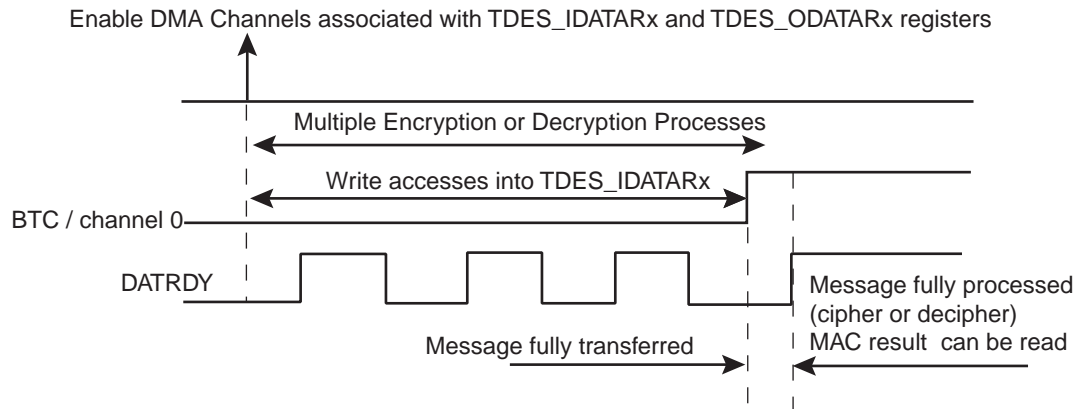 Enable DMA Channels associated with TDES_IDATARx and TDES_ODATARx registers
Multiple Encryption or Decryption Processes
Write accesses into TDES_IDATARx
BTC / channel 0
DATRDY
Message fully processed
(cipher or decipher)
MAC result can be read
Message fully transferred